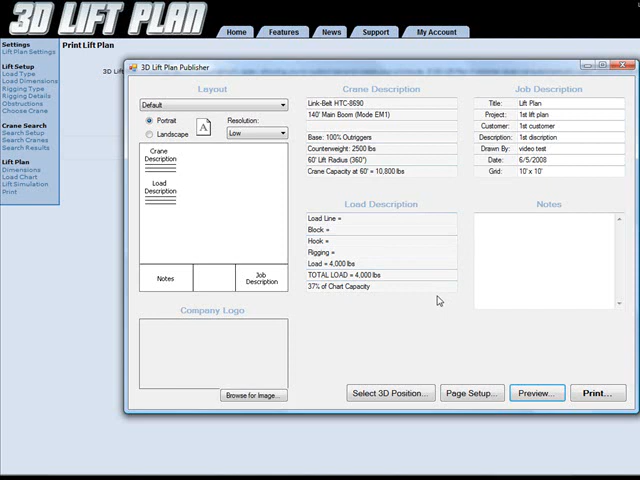 3D LIFT PLAN
Home
Features
News
Support
My Account
Settings
Lift Plan Settings
Lift Setup
Load Type
Load Dimensions
Rigging Type
Rigging Details
Obstructions
Choose Crane
Crane Search
Search Setup
Search Cranes
Search Results
Lift Plan
Dimensions
Load Chart
Lift Simulation
Print
Print Lift Plan
3D Lift
3D Lift Plan Publisher
Layout
Default
Portrait
Landscape
A
Resolution:
Low
Crane
Description
Load
Description
Notes
Job
Description
Company Logo
Browse for Image...
Crane Description
Link-Belt HTC-8690
140' Main Boom (Mode EM1)
Base: 100% Outriggers
Counterweight: 2500 lbs
60' Lift Radius (360°)
Crane Capacity at 60' = 10,800 lbs
Load Description
Load Line =
Block =
Hook =
Rigging =
Load = 4,000 lbs
TOTAL LOAD = 4,000 lbs
37% of Chart Capacity
Job Description
Title: Lift Plan
Project: 1st lift plan
Customer: 1st customer
Description: 1st discription
Drawn By: video test
Date: 6/5/2008
Grid: 10' x 10'
Notes
Select 3D Position...
Page Setup...
Preview...
Print...